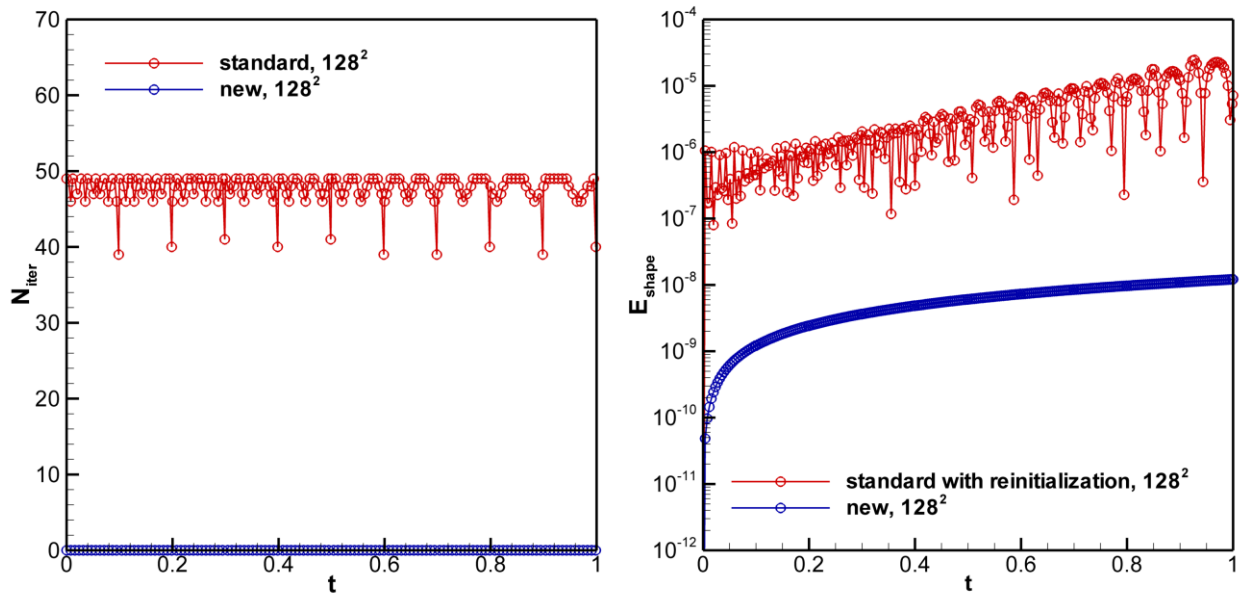 70
60
50
40
30
20
10
0
N_iter
standard, 128²
new, 128²
0 0.2 0.4 0.6 0.8 1
t
10⁻⁴
10⁻⁵
10⁻⁶
10⁻⁷
10⁻⁸
10⁻⁹
10⁻¹⁰
10⁻¹¹
10⁻¹²
E_shape
standard with reinitialization, 128²
new, 128²
0 0.2 0.4 0.6 0.8 1
t